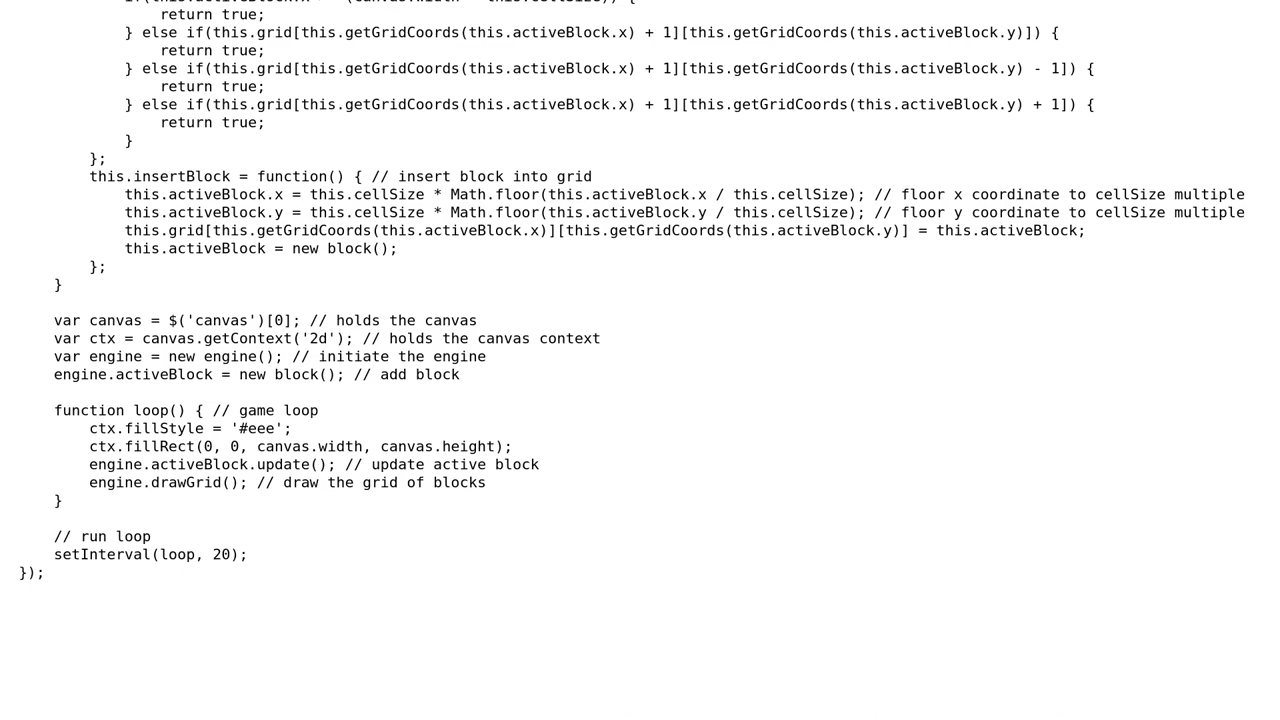 return true;
} else if(this.grid[this.getGridCoords(this.activeBlock.x) + 1][this.getGridCoords(this.activeBlock.y)]) {
return true;
} else if(this.grid[this.getGridCoords(this.activeBlock.x) + 1][this.getGridCoords(this.activeBlock.y) - 1]) {
return true;
} else if(this.grid[this.getGridCoords(this.activeBlock.x) + 1][this.getGridCoords(this.activeBlock.y) + 1]) {
return true;
}
};
this.insertBlock = function() { // insert block into grid
this.activeBlock.x = this.cellSize * Math.floor(this.activeBlock.x / this.cellSize); // floor x coordinate to cellSize multiple
this.activeBlock.y = this.cellSize * Math.floor(this.activeBlock.y / this.cellSize); // floor y coordinate to cellSize multiple
this.grid[this.getGridCoords(this.activeBlock.x)][this.getGridCoords(this.activeBlock.y)] = this.activeBlock;
this.activeBlock = new block();
};
}
var canvas = $('canvas')[0]; // holds the canvas
var ctx = canvas.getContext('2d'); // holds the canvas context
var engine = new engine(); // initiate the engine
engine.activeBlock = new block(); // add block
function loop() { // game loop
ctx.fillStyle = '#eee';
ctx.fillRect(0, 0, canvas.width, canvas.height);
engine.activeBlock.update(); // update active block
engine.drawGrid(); // draw the grid of blocks
}
// run loop
setInterval(loop, 20);
});